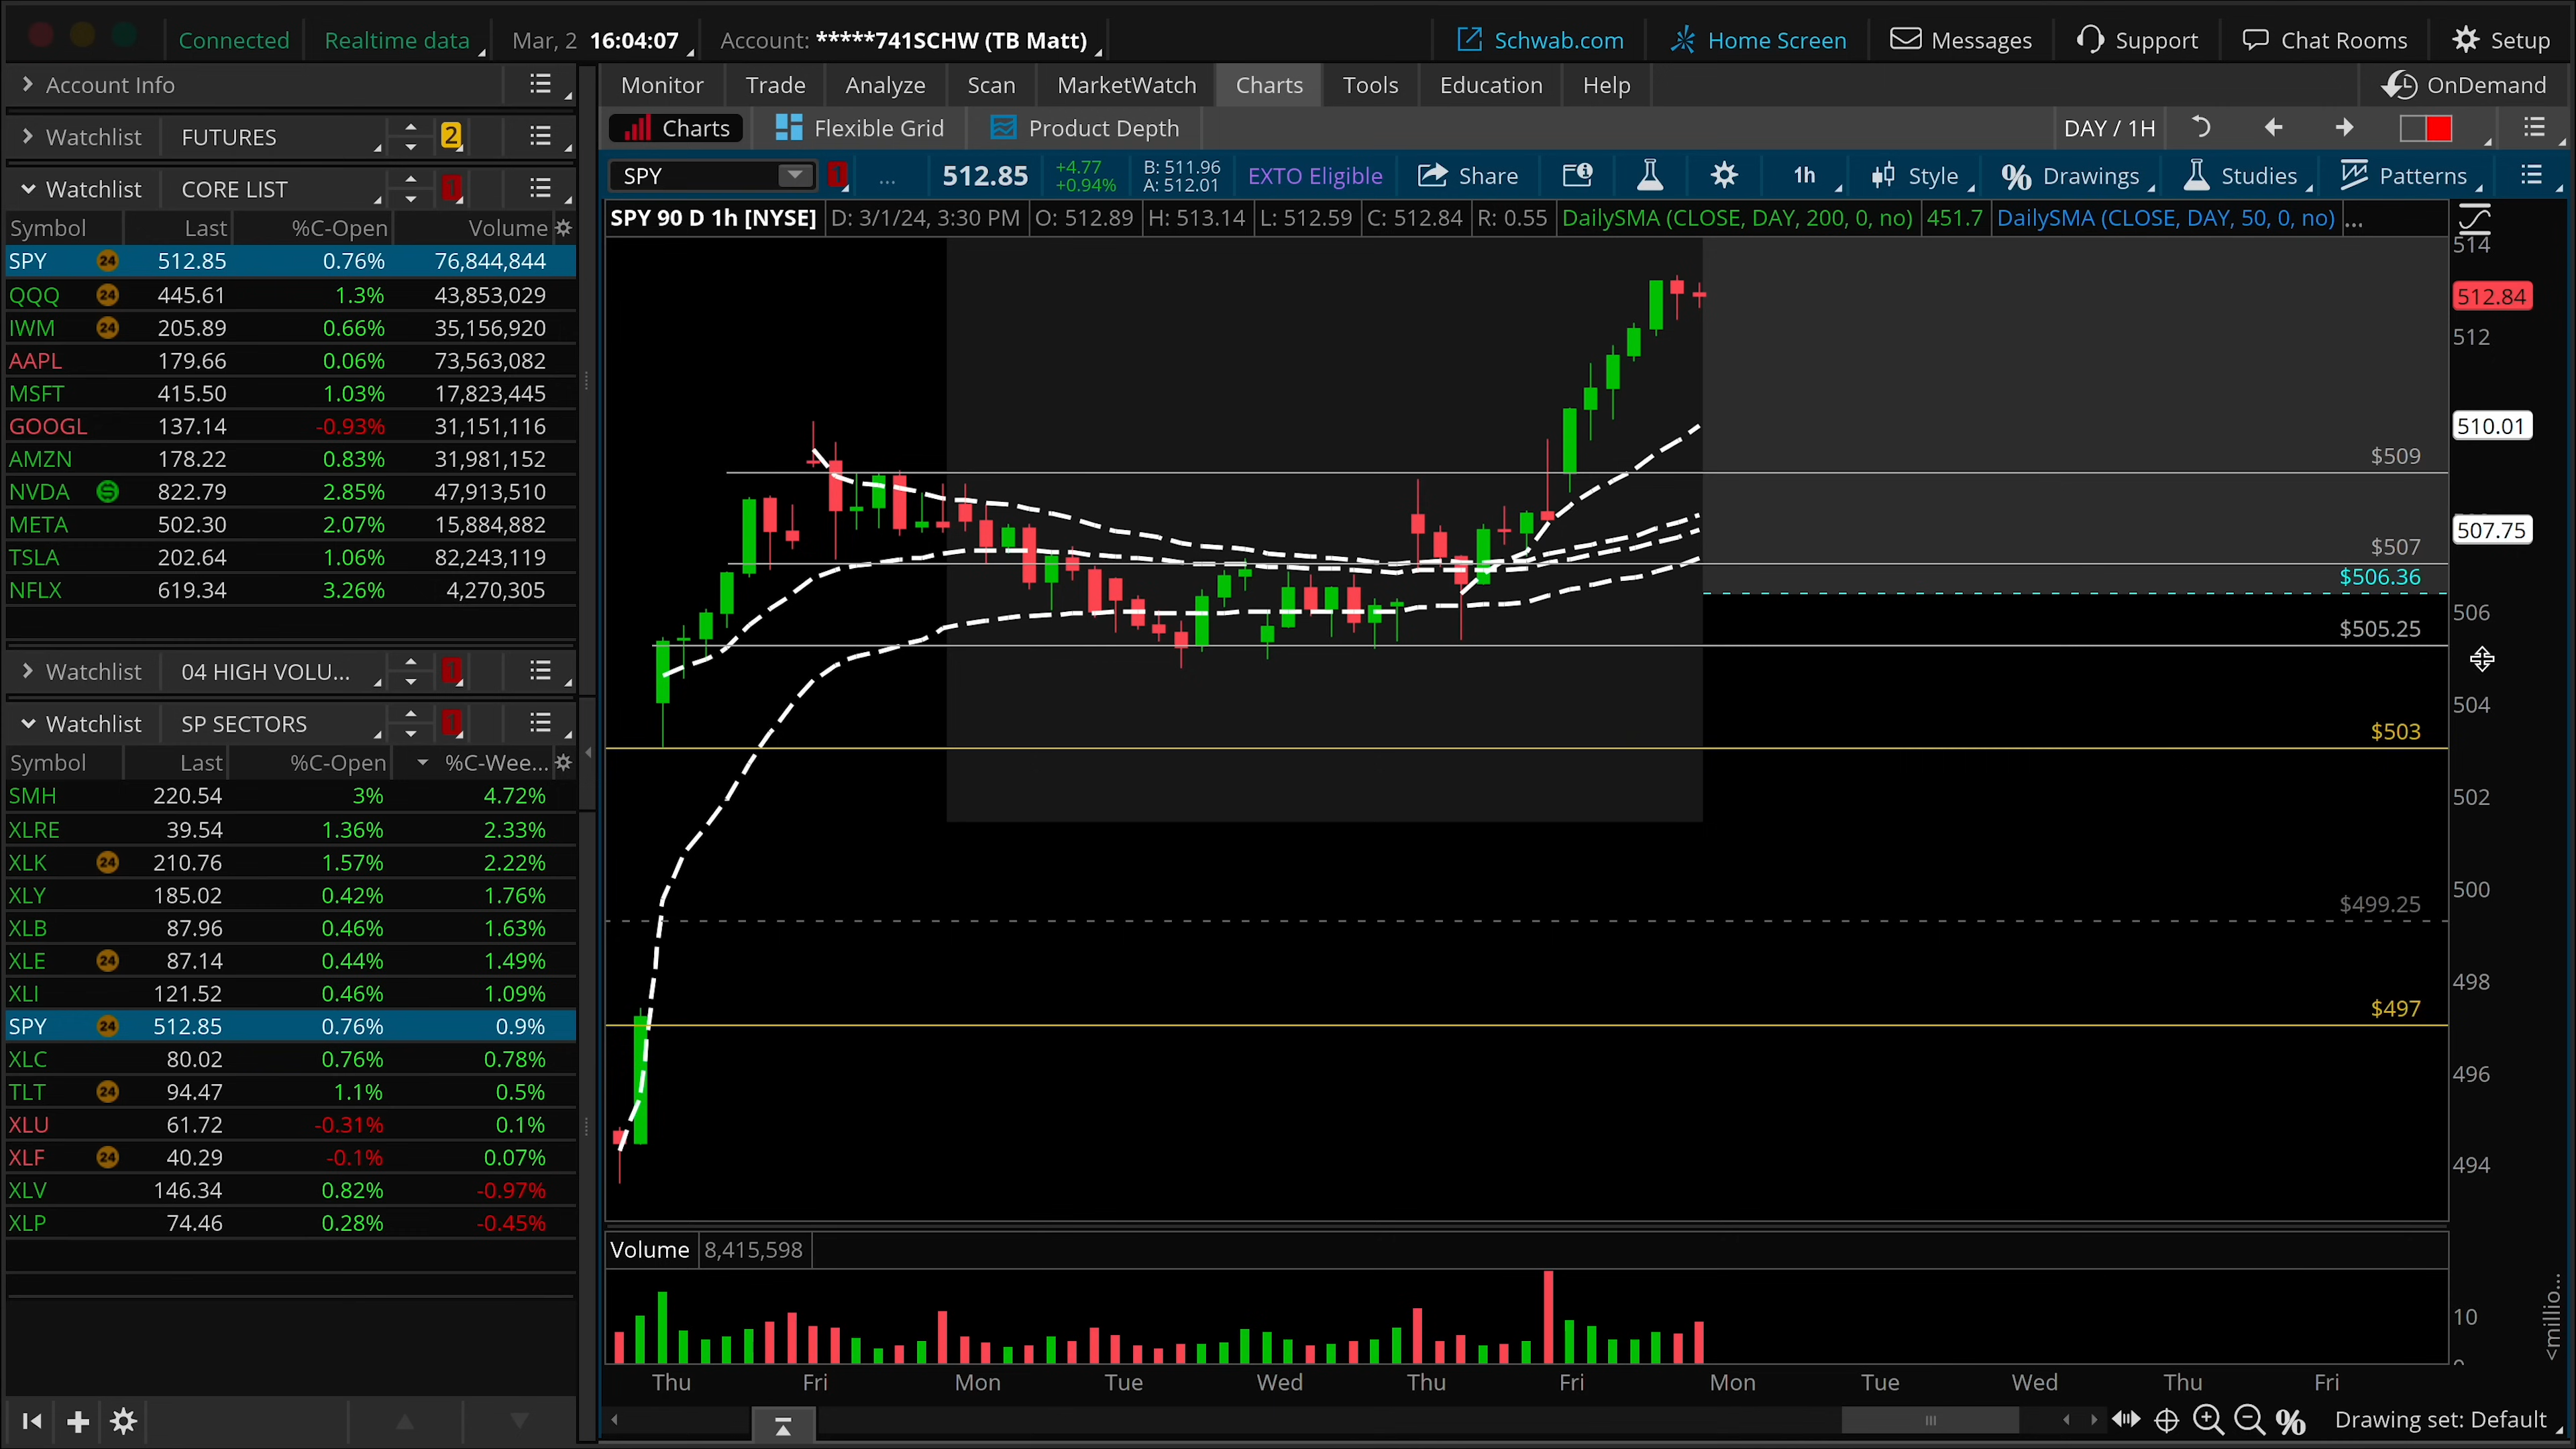 Connected Realtime data Mar, 2 16:04:07 Account: *****741SCHW (TB Matt) Schwab.com Home Screen Messages Support Chat Rooms Setup
Account Info
Monitor Trade Analyze Scan MarketWatch Charts Tools Education Help OnDemand
Watchlist FUTURES 2
Charts Flexible Grid Product Depth DAY / 1H
Watchlist CORE LIST 1
SPY 1 ... 512.85 +4.77 +0.94% B: 511.96 A: 512.01 EXTO Eligible Share 1h Style Drawings Studies Patterns
SPY 90 D 1h [NYSE] D: 3/1/24, 3:30 PM O: 512.89 H: 513.14 L: 512.59 C: 512.84 R: 0.55 DailySMA (CLOSE, DAY, 200, 0, no) 451.7 DailySMA (CLOSE, DAY, 50, 0, no) ...
Symbol Last %C-Open Volume
SPY 24 512.85 0.76% 76,844,844
QQQ 24 445.61 1.3% 43,853,029
IWM 24 205.89 0.66% 35,156,920
AAPL 179.66 0.06% 73,563,082
MSFT 415.50 1.03% 17,823,445
GOOGL 137.14 -0.93% 31,151,116
AMZN 178.22 0.83% 31,981,152
NVDA 822.79 2.85% 47,913,510
META 502.30 2.07% 15,884,882
TSLA 202.64 1.06% 82,243,119
NFLX 619.34 3.26% 4,270,305
Watchlist 04 HIGH VOLU... 1
Watchlist SP SECTORS 1
Symbol Last %C-Open %C-Wee...
SMH 220.54 3% 4.72%
XLRE 39.54 1.36% 2.33%
XLK 24 210.76 1.57% 2.22%
XLY 185.02 0.42% 1.76%
XLB 87.96 0.46% 1.63%
XLE 24 87.14 0.44% 1.49%
XLI 121.52 0.46% 1.09%
SPY 24 512.85 0.76% 0.9%
XLC 80.02 0.76% 0.78%
TLT 24 94.47 1.1% 0.5%
XLU 61.72 -0.31% 0.1%
XLF 24 40.29 -0.1% 0.07%
XLV 146.34 0.82% -0.97%
XLP 74.46 0.28% -0.45%
514
512.84
512
510.01
$509
507.75
$507
$506.36
506
$505.25
504
$503
502
500
$499.25
498
$497
496
494
Volume 8,415,598
10
<millio...
Thu Fri Mon Tue Wed Thu Fri Mon Tue Wed Thu Fri
Drawing set: Default